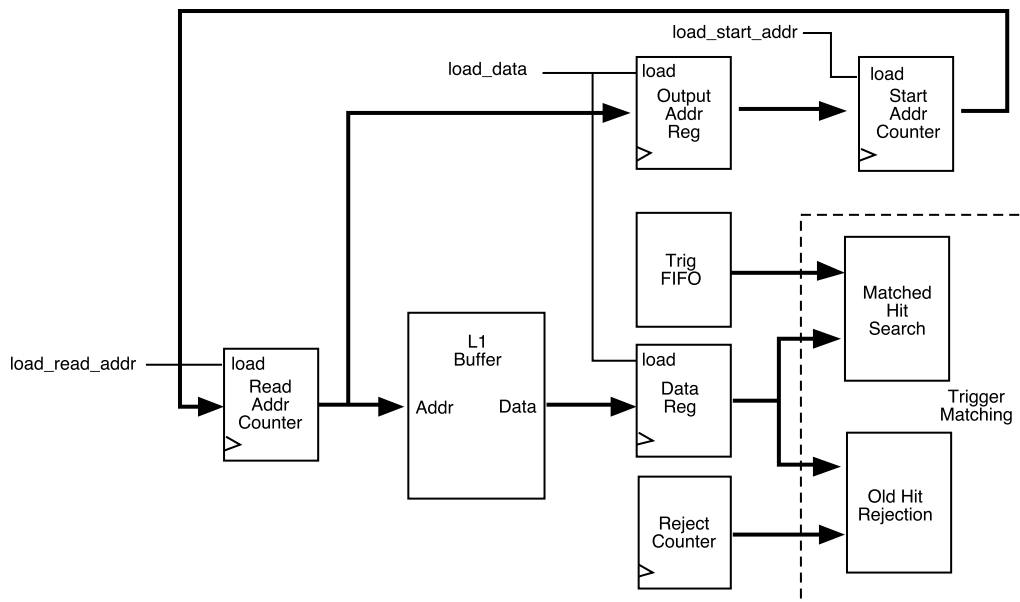 load_start_addr
load_data
load
Output
Addr
Reg
load
Start
Addr
Counter
Trig
FIFO
Matched
Hit
Search
L1
Buffer
Addr
Data
load_read_addr
load
Read
Addr
Counter
load
Data
Reg
Trigger
Matching
Old Hit
Rejection
Reject
Counter